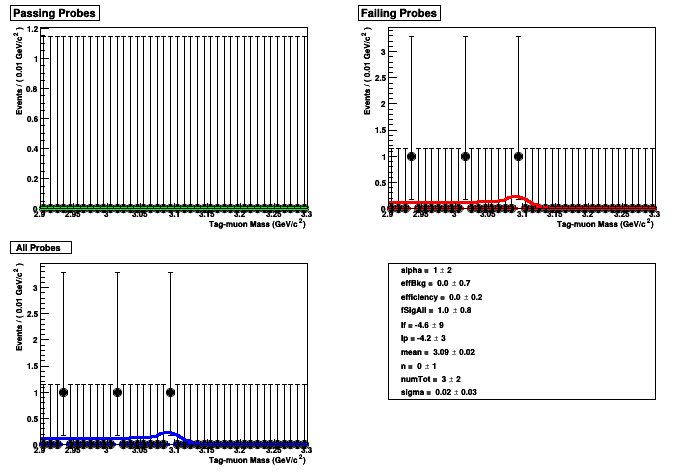 Passing Probes
Events / ( 0.01 GeV/c² )
1.2
1
0.8
0.6
0.4
0.2
0
2.9 2.95 3 3.05 3.1 3.15 3.2 3.25 3.3
Tag-muon Mass (GeV/c²)
Failing Probes
Events / ( 0.01 GeV/c² )
3
2.5
2
1.5
1
0.5
0
2.9 2.95 3 3.05 3.1 3.15 3.2 3.25 3.3
Tag-muon Mass (GeV/c²)
All Probes
Events / ( 0.01 GeV/c² )
3
2.5
2
1.5
1
0.5
0
2.9 2.95 3 3.05 3.1 3.15 3.2 3.25 3.3
Tag-muon Mass (GeV/c²)
alpha = 1 ± 2
effBkg = 0.0 ± 0.7
efficiency = 0.0 ± 0.2
fSigAll = 1.0 ± 0.8
lf = -4.6 ± 9
lp = -4.2 ± 3
mean = 3.09 ± 0.02
n = 0 ± 1
numTot = 3 ± 2
sigma = 0.02 ± 0.03